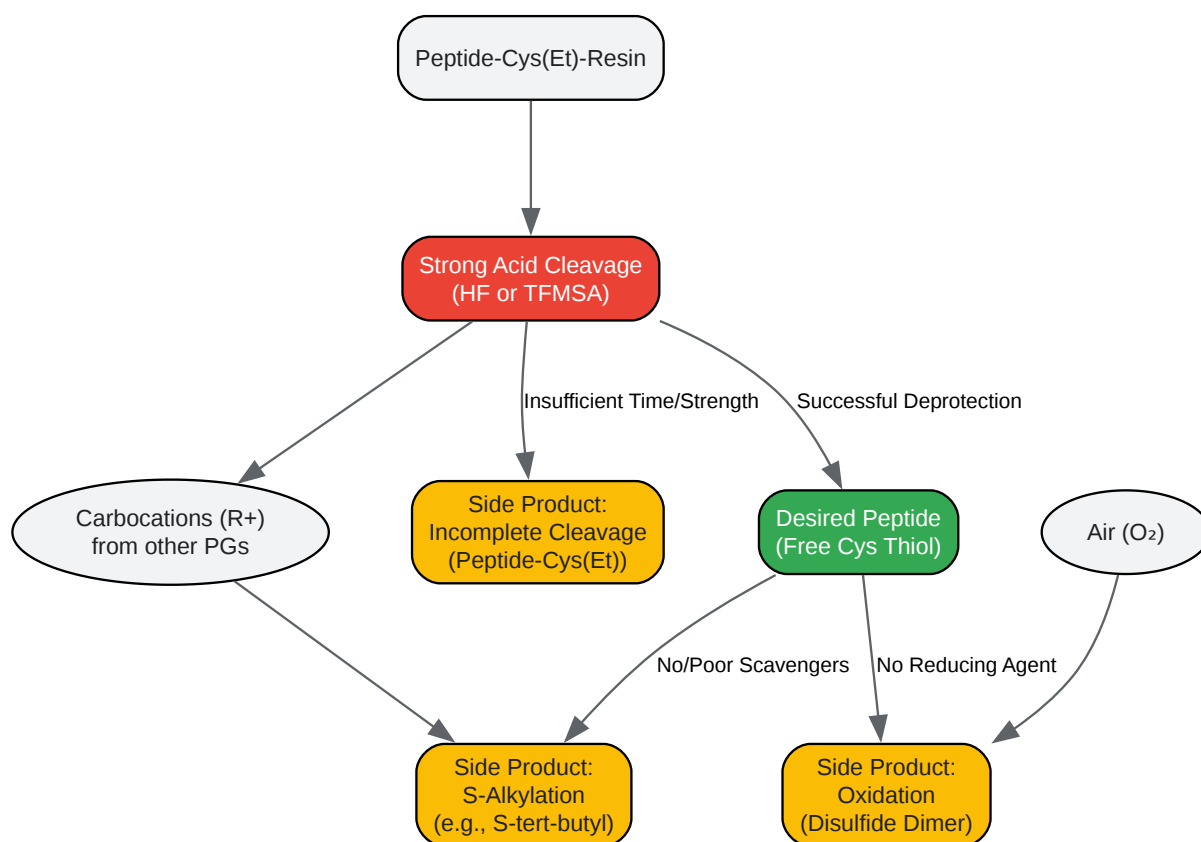 Peptide-Cys(Et)-Resin
Strong Acid Cleavage
(HF or TFMSA)
Insufficient Time/Strength
Successful Deprotection
Carbocations (R+)
from other PGs
Side Product:
Incomplete Cleavage
(Peptide-Cys(Et))
Desired Peptide
(Free Cys Thiol)
Air (O₂)
No/Poor Scavengers
No Reducing Agent
Side Product:
S-Alkylation
(e.g., S-tert-butyl)
Side Product:
Oxidation
(Disulfide Dimer)